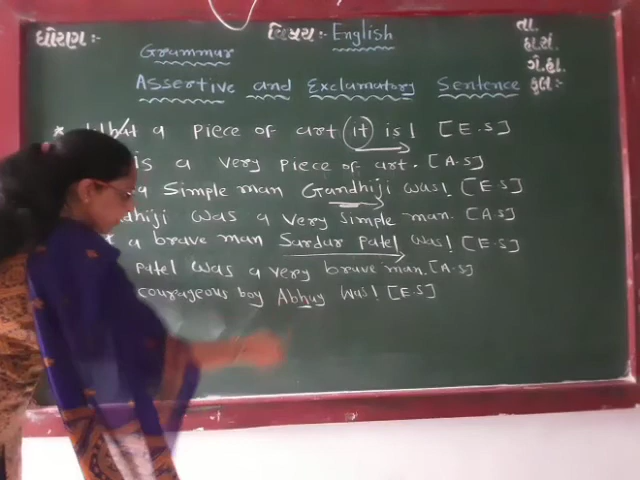 ધોરણ :- વિષય :- English તા.
હા.સં.
Grammar ગે.હા.
Assertive and Exclamatory Sentence કુલ :-
* What a piece of art it is! [E.S]
is a very piece of art. [A.S]
a Simple man Gandhiji was! [E.S]
dhiji was a very simple man. [A.S]
a brave man Sardar Patel was! [E.S]
Patel was a very brave man. [A.S]
courageous boy Abhay was! [E.S]